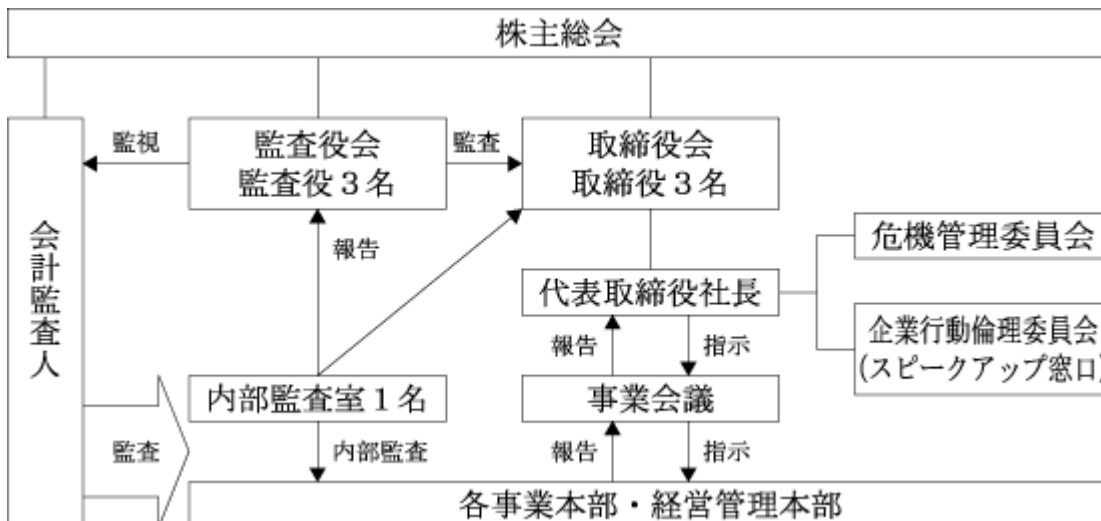 株主総会
監視
監査役会
監査役3名
監査
取締役会
取締役3名
会計監査人
報告
危機管理委員会
代表取締役社長
企業行動倫理委員会
(スピークアップ窓口)
報告
指示
内部監査室1名
事業会議
監査
内部監査
報告
指示
各事業本部・経営管理本部